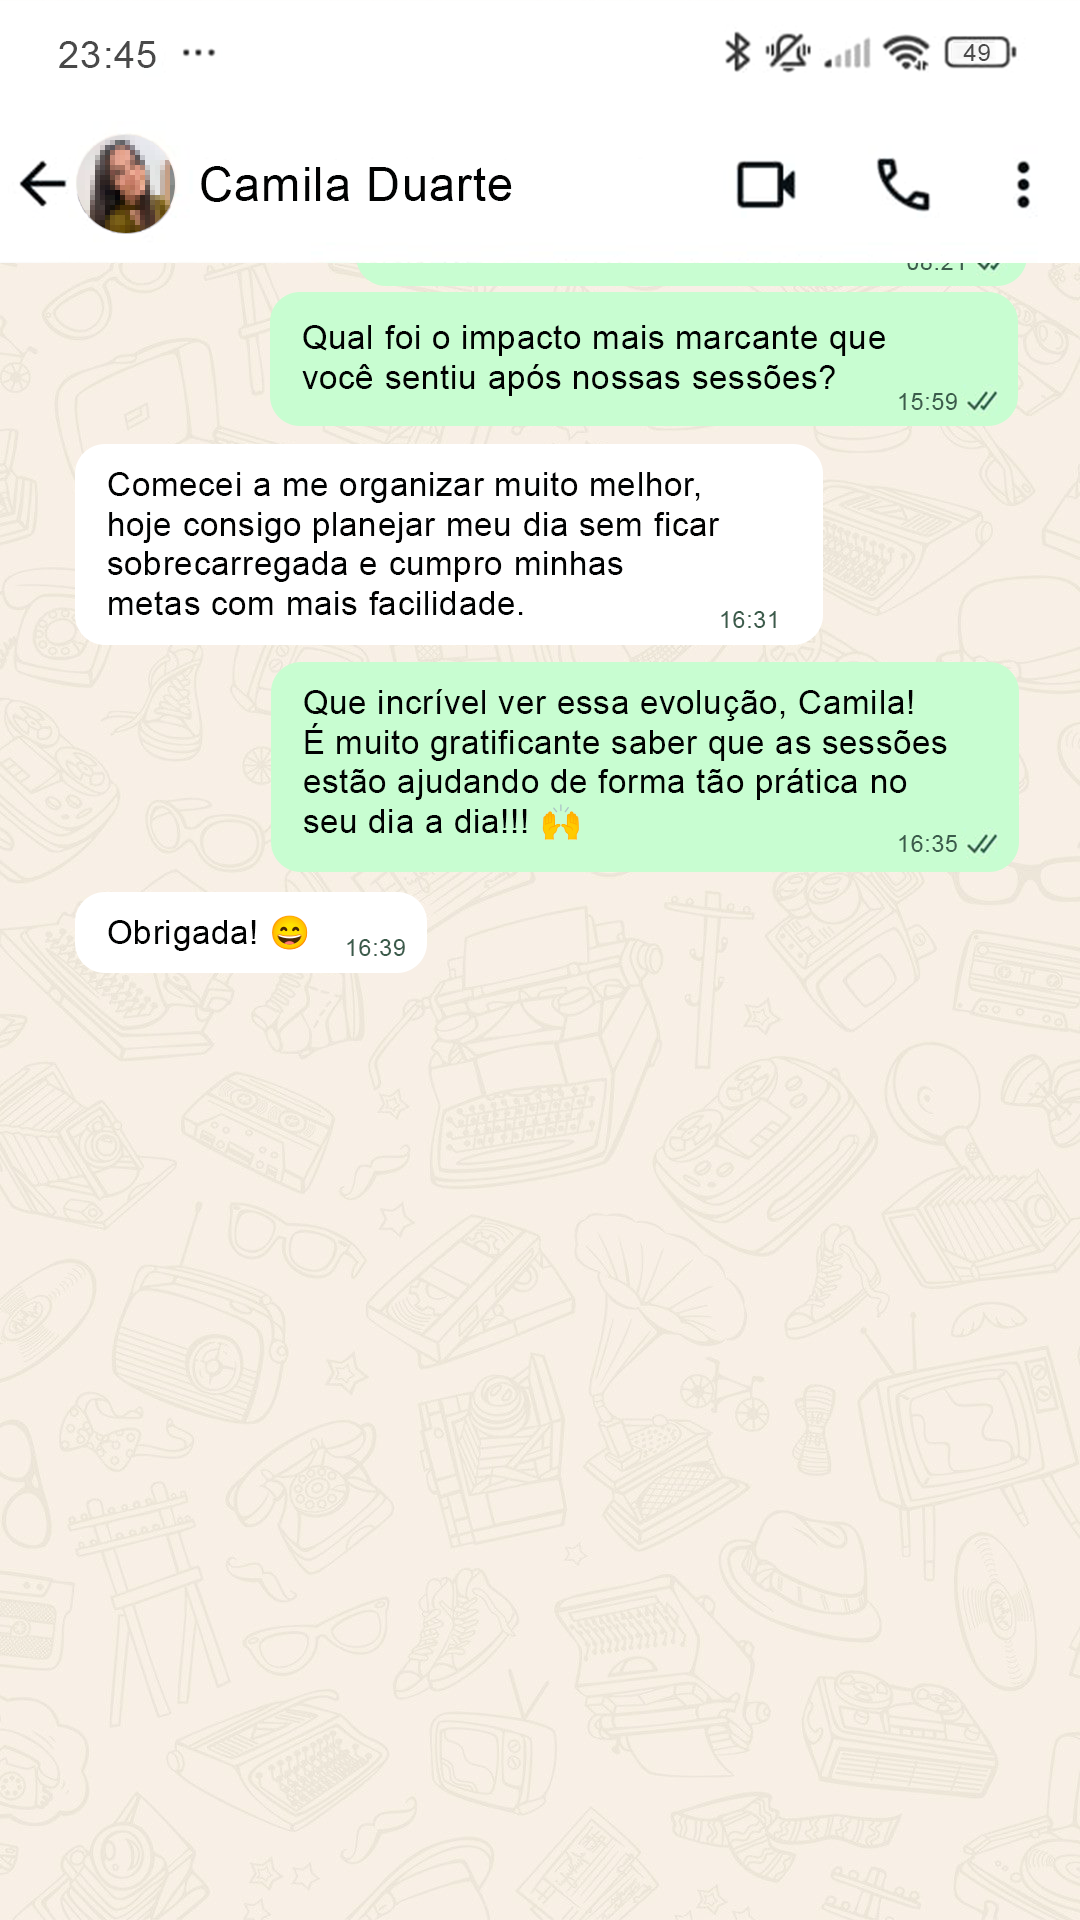 23:45 ...
49
Camila Duarte
08:21
Qual foi o impacto mais marcante que
você sentiu após nossas sessões?
15:59
Comecei a me organizar muito melhor,
hoje consigo planejar meu dia sem ficar
sobrecarregada e cumpro minhas
metas com mais facilidade.
16:31
Que incrível ver essa evolução, Camila!
É muito gratificante saber que as sessões
estão ajudando de forma tão prática no
seu dia a dia!!! 🙌
16:35
Obrigada! 😄
16:39